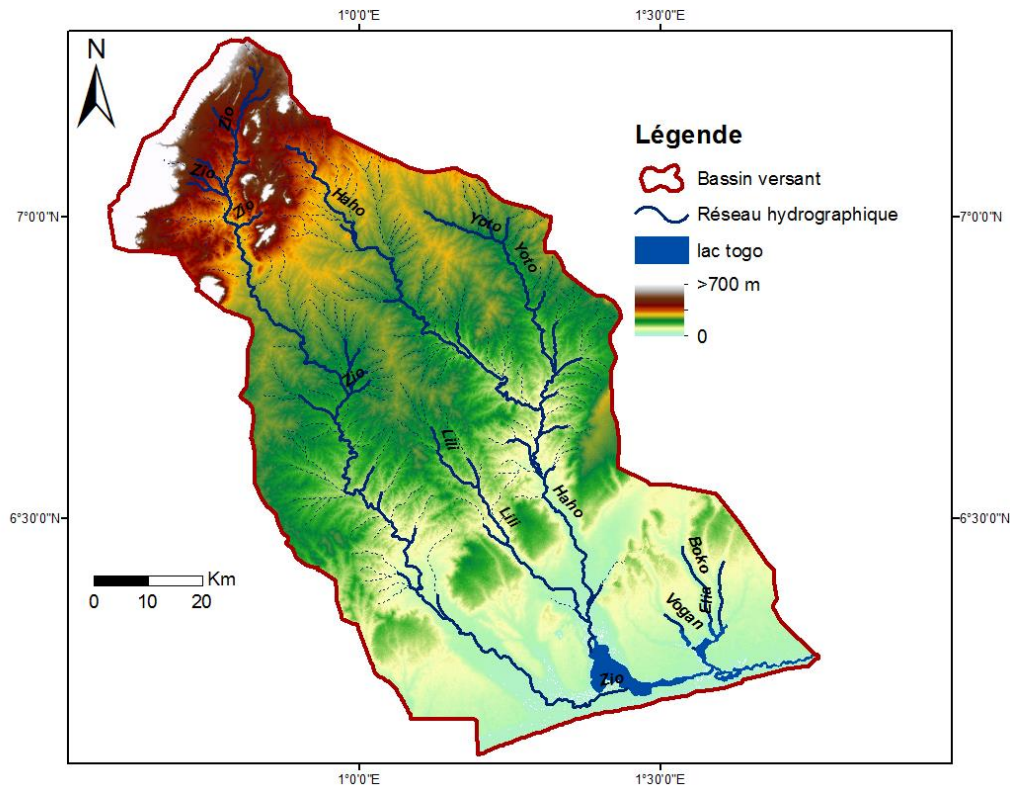 1°0'0"E
1°30'0"E
N
Légende
Bassin versant
Réseau hydrographique
lac togo
>700 m
0
7°0'0"N
7°0'0"N
Zio
Zio
Zio
Haho
Yoto
Yoto
Zio
Lili
Lili
Haho
6°30'0"N
6°30'0"N
Boko
Elia
Vogan
Zio
Km
0 10 20
1°0'0"E
1°30'0"E